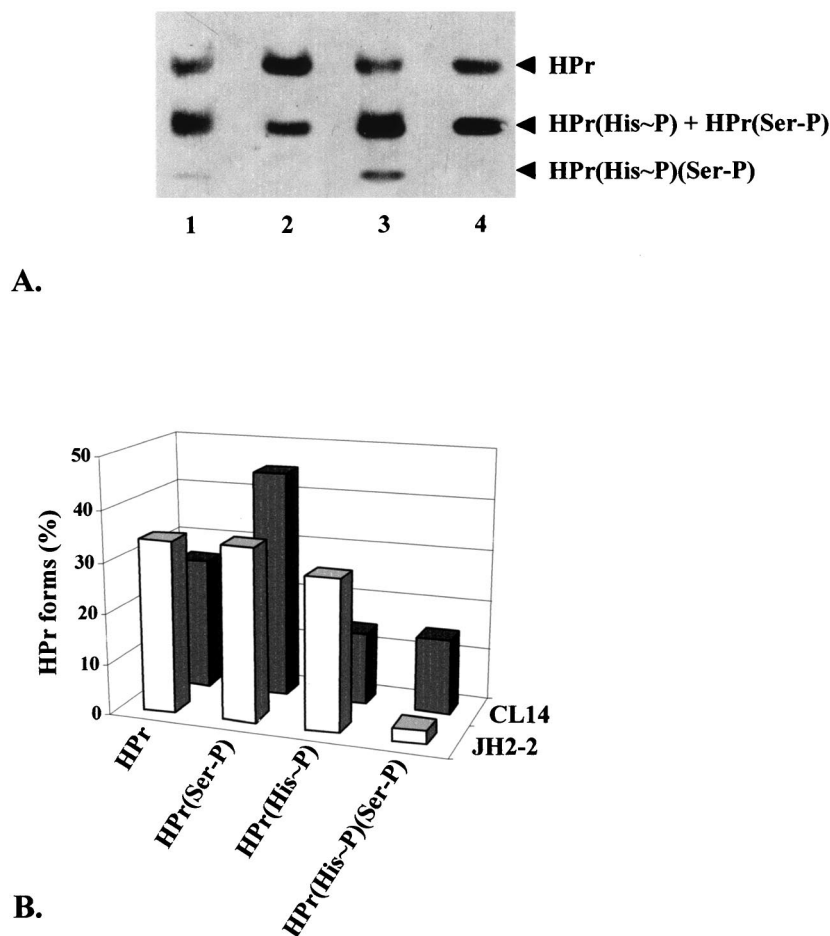 HPr
HPr(His~P) + HPr(Ser-P)
HPr(His~P)(Ser-P)
1 2 3 4
A.
50
40
30
20
10
0
HPr forms (%)
HPr
HPr(Ser-P)
HPr(His~P)
HPr(His~P)(Ser-P)
CL14
JH2-2
B.